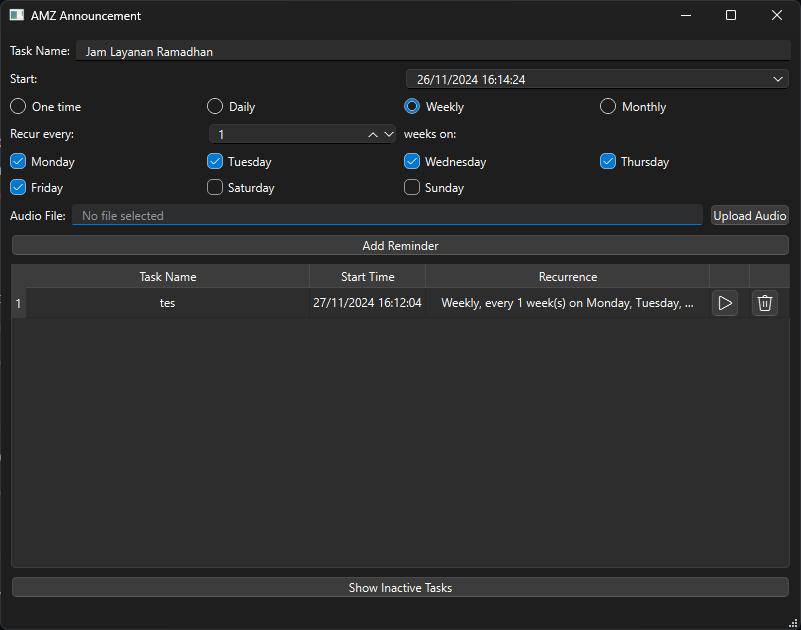 AMZ Announcement
Task Name: Jam Layanan Ramadhan
Start: 26/11/2024 16:14:24
One time Daily Weekly Monthly
Recur every: 1 weeks on:
Monday Tuesday Wednesday Thursday
Friday Saturday Sunday
Audio File: No file selected Upload Audio
Add Reminder
Task Name Start Time Recurrence
1 tes 27/11/2024 16:12:04 Weekly, every 1 week(s) on Monday, Tuesday, ...
Show Inactive Tasks